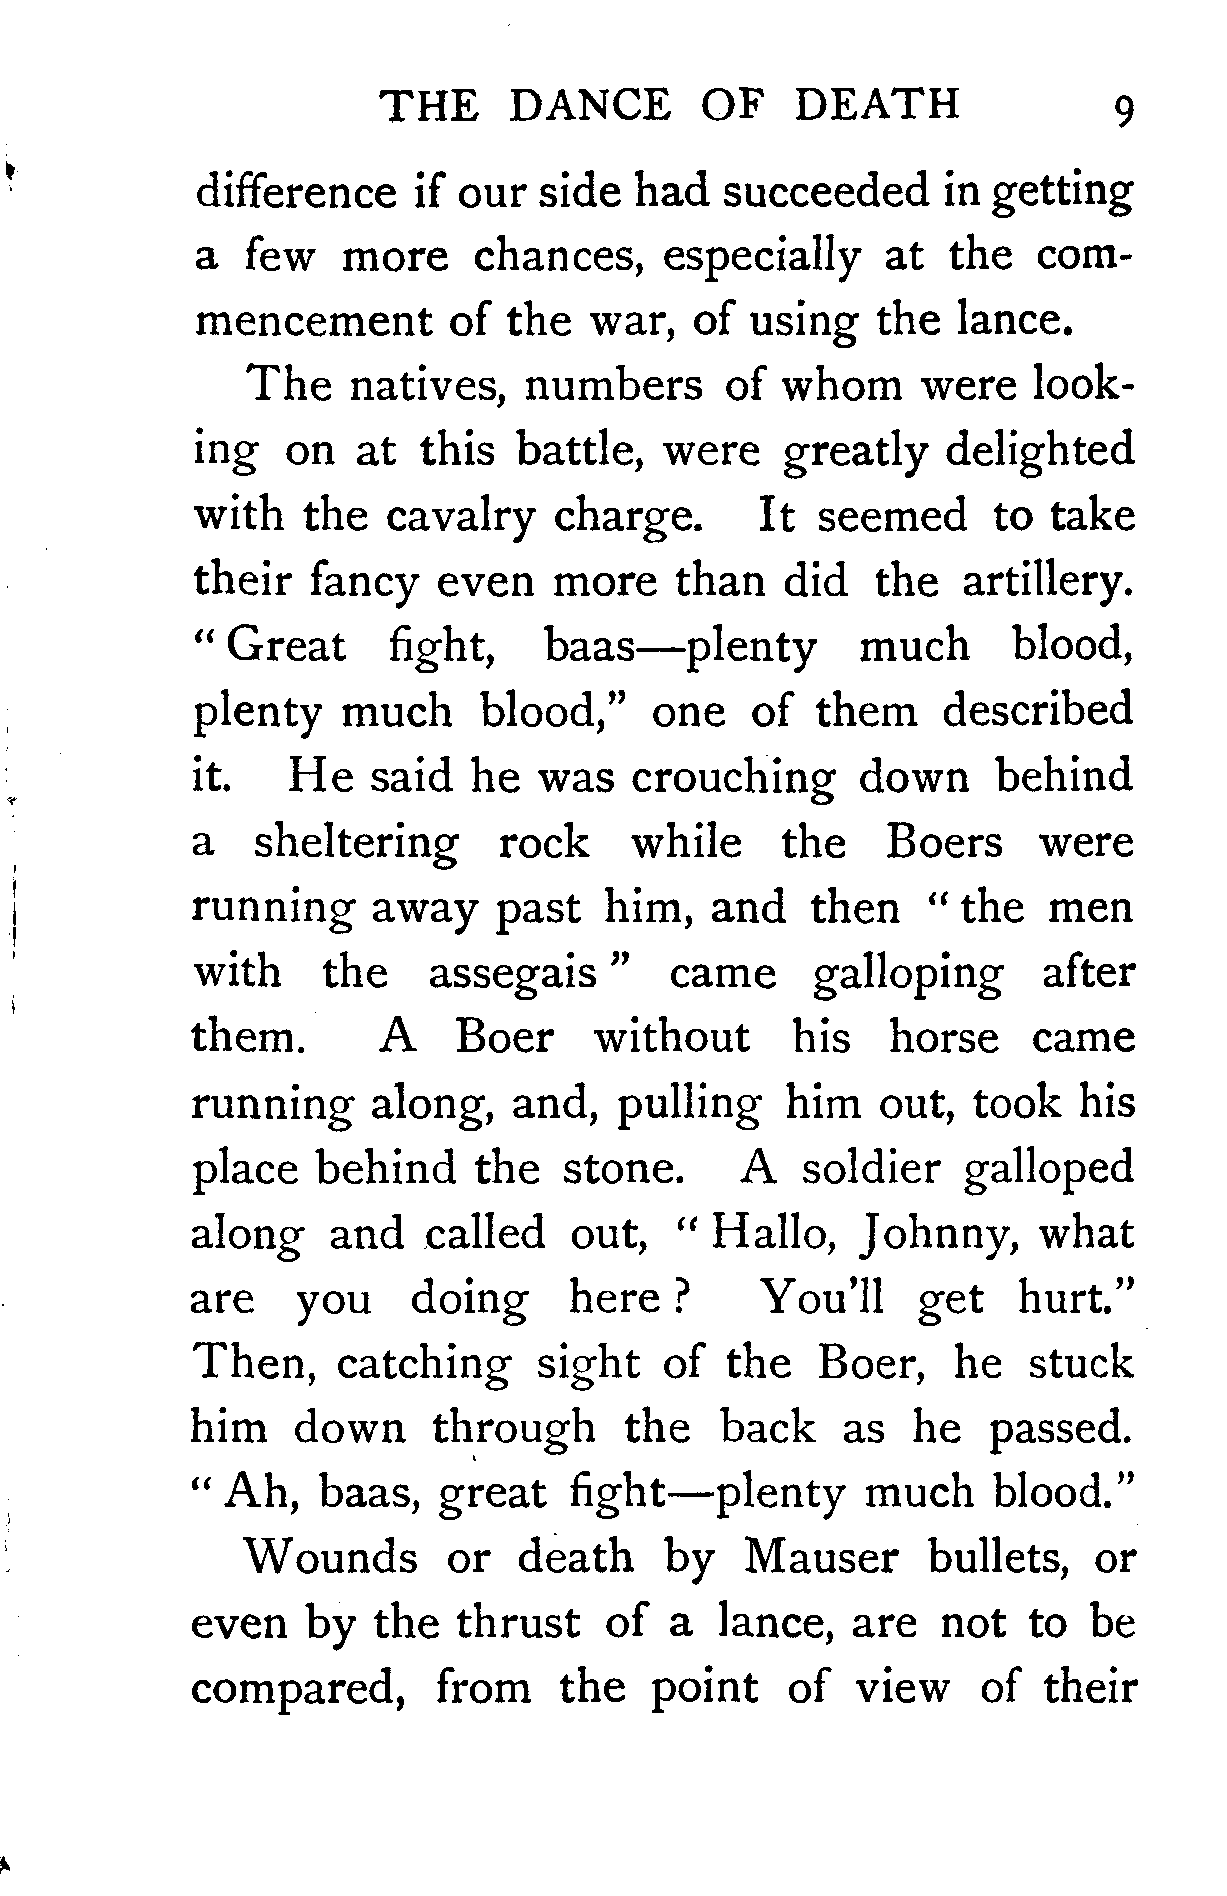 THE DANCE OF DEATH 9
difference if our side had succeeded in getting
a few more chances, especially at the com-
mencement of the war, of using the lance.
The natives, numbers of whom were look-
ing on at this battle, were greatly delighted
with the cavalry charge. It seemed to take
their fancy even more than did the artillery.
" Great fight, baas—plenty much blood,
plenty much blood," one of them described
it. He said he was crouching down behind
a sheltering rock while the Boers were
running away past him, and then " the men
with the assegais " came galloping after
them. A Boer without his horse came
running along, and, pulling him out, took his
place behind the stone. A soldier galloped
along and called out, " Hallo, Johnny, what
are you doing here ? You'll get hurt."
Then, catching sight of the Boer, he stuck
him down through the back as he passed.
" Ah, baas, great fight—plenty much blood."
Wounds or death by Mauser bullets, or
even by the thrust of a lance, are not to be
compared, from the point of view of their